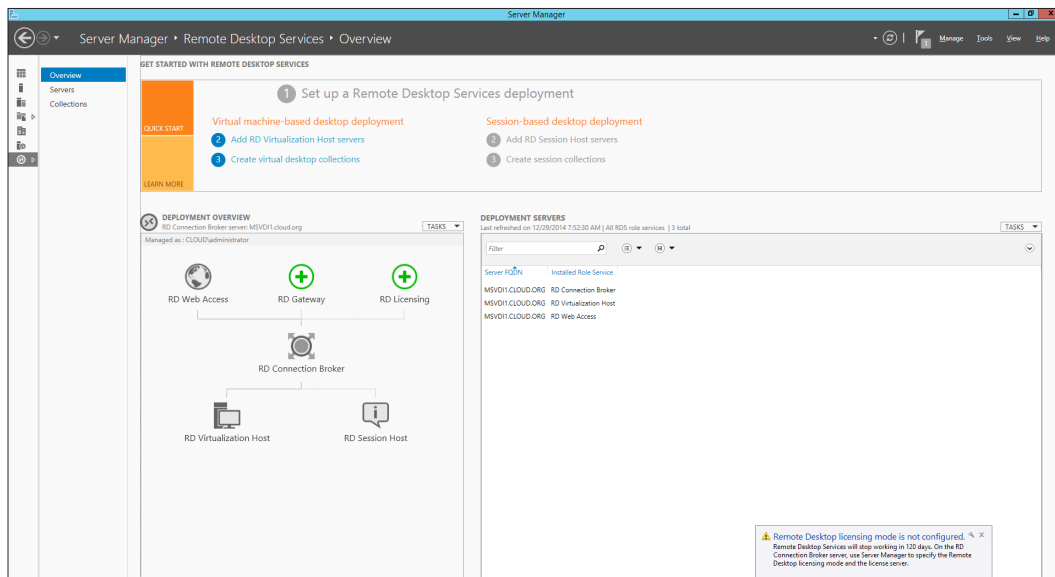 Server Manager
Server Manager ‣ Remote Desktop Services ‣ Overview
1
Manage Tools View Help
Overview
Servers
Collections
GET STARTED WITH REMOTE DESKTOP SERVICES
1 Set up a Remote Desktop Services deployment
QUICK START
LEARN MORE
Virtual machine-based desktop deployment
2 Add RD Virtualization Host servers
3 Create virtual desktop collections
Session-based desktop deployment
2 Add RD Session Host servers
3 Create session collections
DEPLOYMENT OVERVIEW
RD Connection Broker server: MSVDI1.cloud.org
TASKS
Managed as : CLOUD\administrator
RD Web Access
RD Gateway
RD Licensing
RD Connection Broker
RD Virtualization Host
RD Session Host
DEPLOYMENT SERVERS
Last refreshed on 12/29/2014 7:52:30 AM | All RDS role services | 3 total
TASKS
Filter
Server FQDN Installed Role Service
MSVDI1.CLOUD.ORG RD Connection Broker
MSVDI1.CLOUD.ORG RD Virtualization Host
MSVDI1.CLOUD.ORG RD Web Access
Remote Desktop licensing mode is not configured.
Remote Desktop Services will stop working in 120 days. On the RD
Connection Broker server, use Server Manager to specify the Remote
Desktop licensing mode and the license server.